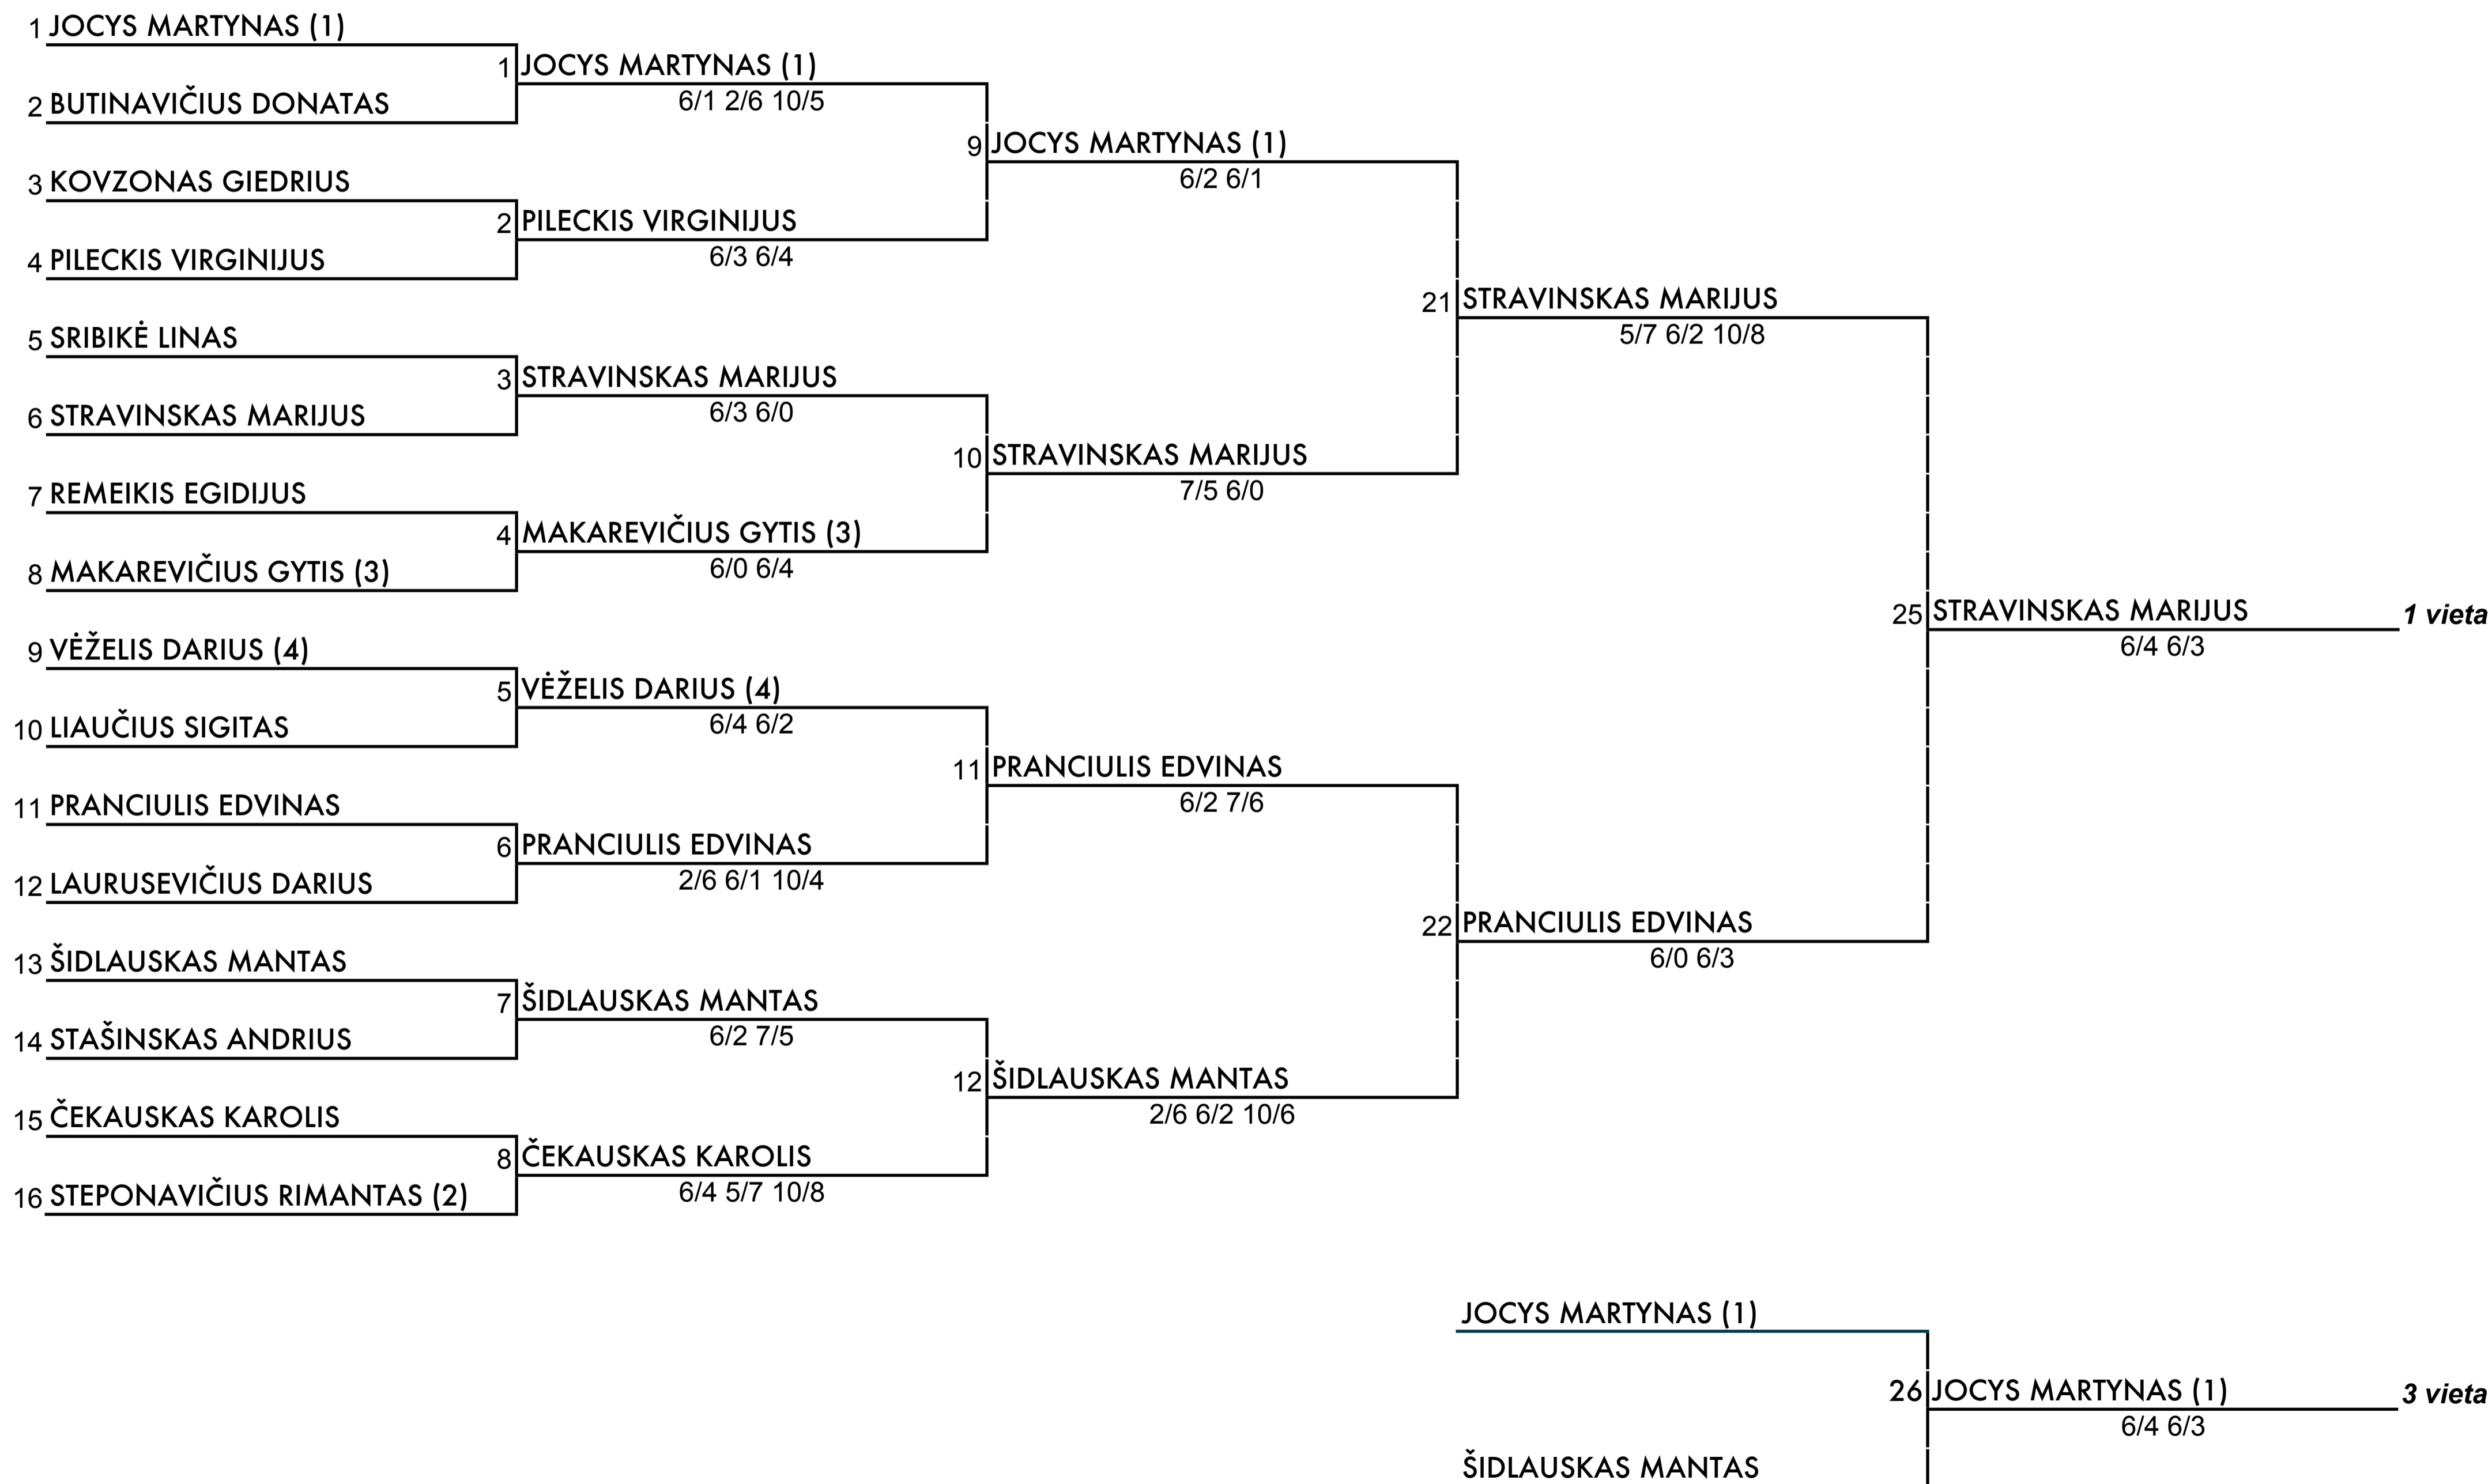 1 JOCYS MARTYNAS (1)
1 JOCYS MARTYNAS (1)
6/1 2/6 10/5
2 BUTINAVIČIUS DONATAS
9 JOCYS MARTYNAS (1)
6/2 6/1
3 KOVZONAS GIEDRIUS
2 PILECKIS VIRGINIJUS
6/3 6/4
4 PILECKIS VIRGINIJUS
21 STRAVINSKAS MARIJUS
5/7 6/2 10/8
5 SRIBIKĖ LINAS
3 STRAVINSKAS MARIJUS
6/3 6/0
6 STRAVINSKAS MARIJUS
10 STRAVINSKAS MARIJUS
7/5 6/0
7 REMEIKIS EGIDIJUS
4 MAKAREVIČIUS GYTIS (3)
6/0 6/4
8 MAKAREVIČIUS GYTIS (3)
25 STRAVINSKAS MARIJUS 1 vieta
6/4 6/3
9 VĖŽELIS DARIUS (4)
5 VĖŽELIS DARIUS (4)
6/4 6/2
10 LIAUČIUS SIGITAS
11 PRANCIULIS EDVINAS
6/2 7/6
11 PRANCIULIS EDVINAS
6 PRANCIULIS EDVINAS
2/6 6/1 10/4
12 LAURUSEVIČIUS DARIUS
22 PRANCIULIS EDVINAS
6/0 6/3
13 ŠIDLAUSKAS MANTAS
7 ŠIDLAUSKAS MANTAS
6/2 7/5
14 STAŠINSKAS ANDRIUS
12 ŠIDLAUSKAS MANTAS
2/6 6/2 10/6
15 ČEKAUSKAS KAROLIS
8 ČEKAUSKAS KAROLIS
6/4 5/7 10/8
16 STEPONAVIČIUS RIMANTAS (2)
JOCYS MARTYNAS (1)
26 JOCYS MARTYNAS (1) 3 vieta
6/4 6/3
ŠIDLAUSKAS MANTAS